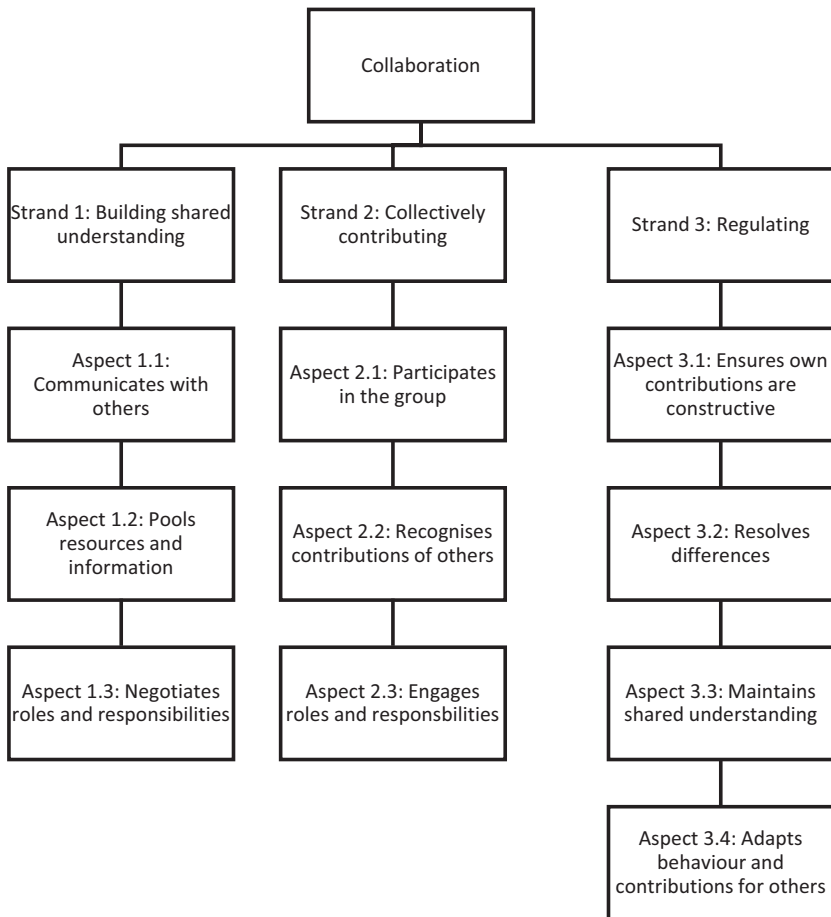 Collaboration
Strand 1: Building shared
understanding
Strand 2: Collectively
contributing
Strand 3: Regulating
Aspect 1.1:
Communicates with
others
Aspect 2.1: Participates
in the group
Aspect 3.1: Ensures own
contributions are
constructive
Aspect 1.2: Pools
resources and
information
Aspect 2.2: Recognises
contributions of others
Aspect 3.2: Resolves
differences
Aspect 1.3: Negotiates
roles and responsibilities
Aspect 2.3: Engages
roles and responsbilities
Aspect 3.3: Maintains
shared understanding
Aspect 3.4: Adapts
behaviour and
contributions for others